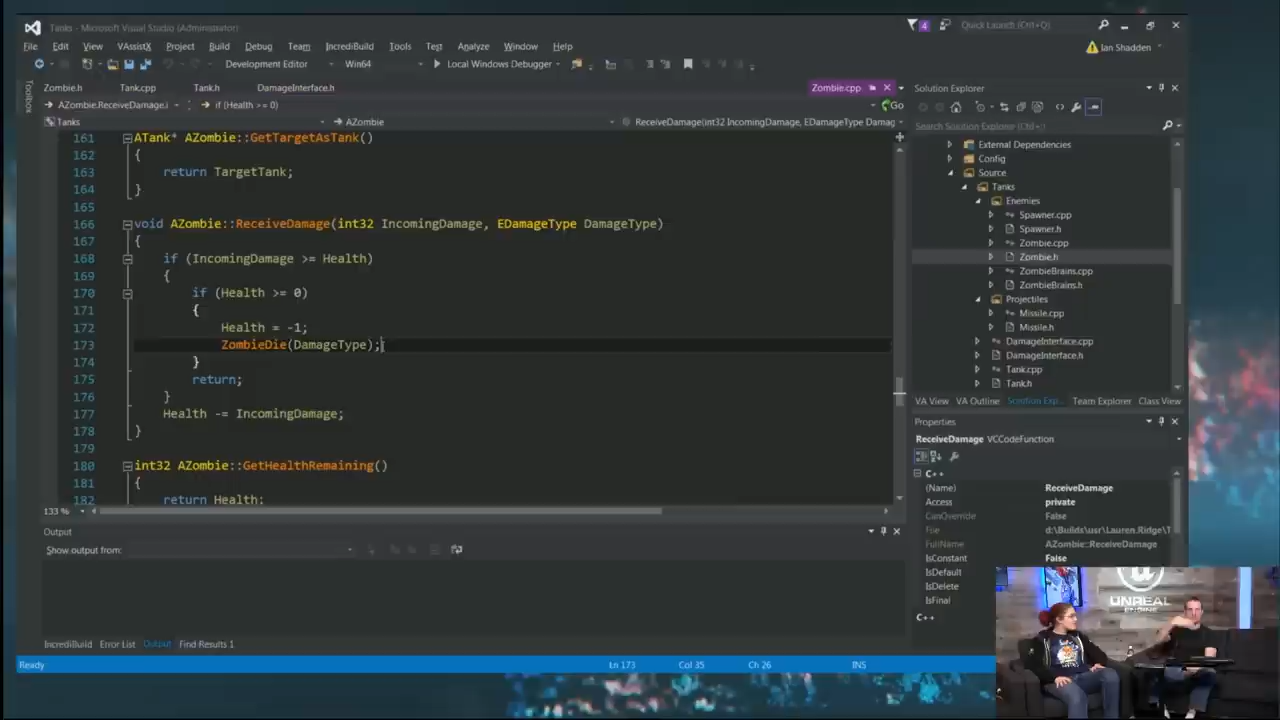 Tanks - Microsoft Visual Studio (Administrator)
4
Quick Launch (Ctrl+Q)
File Edit View VAssistX Project Build Debug Team IncrediBuild Tools Test Analyze Window Help
Ian Shadden
Development Editor Win64 Local Windows Debugger
Toolbox
Zombie.h Tank.cpp Tank.h DamageInterface.h Zombie.cpp
AZombie.ReceiveDamage.i if (Health >= 0) Go
Tanks AZombie ReceiveDamage(int32 IncomingDamage, EDamageType Damag
161 ATank* AZombie::GetTargetAsTank()
162 {
163 return TargetTank;
164 }
165
166 void AZombie::ReceiveDamage(int32 IncomingDamage, EDamageType DamageType)
167 {
168 if (IncomingDamage >= Health)
169 {
170 if (Health >= 0)
171 {
172 Health = -1;
173 ZombieDie(DamageType);
174 }
175 return;
176 }
177 Health -= IncomingDamage;
178 }
179
180 int32 AZombie::GetHealthRemaining()
181 {
182 return Health;
133 %
Output
Show output from:
IncrediBuild Error List Output Find Results 1
Ready Ln 173 Col 35 Ch 26 INS
Solution Explorer
Search Solution Explorer
External Dependencies
Config
Source
Tanks
Enemies
Spawner.cpp
Spawner.h
Zombie.cpp
Zombie.h
ZombieBrains.cpp
ZombieBrains.h
Projectiles
Missile.cpp
Missile.h
DamageInterface.cpp
DamageInterface.h
Tank.cpp
Tank.h
VA View VA Outline Solution Exp... Team Explorer Class View
Properties
ReceiveDamage VCCodeFunction
C++
(Name) ReceiveDamage
Access private
CanOverride False
File d:\Builds\usr\Lauren.Ridge\T
FullName AZombie::ReceiveDamage
IsConstant False
IsDefault
IsDelete
IsFinal
C++
UNREAL
ENGINE